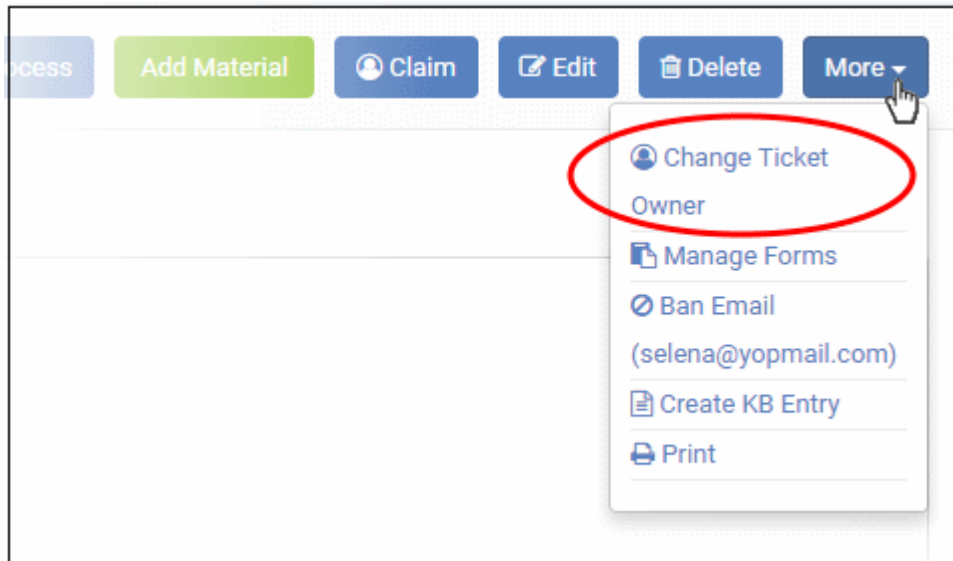 ocess Add Material Claim Edit Delete More
Change Ticket
Owner
Manage Forms
Ban Email
(selena@yopmail.com)
Create KB Entry
Print